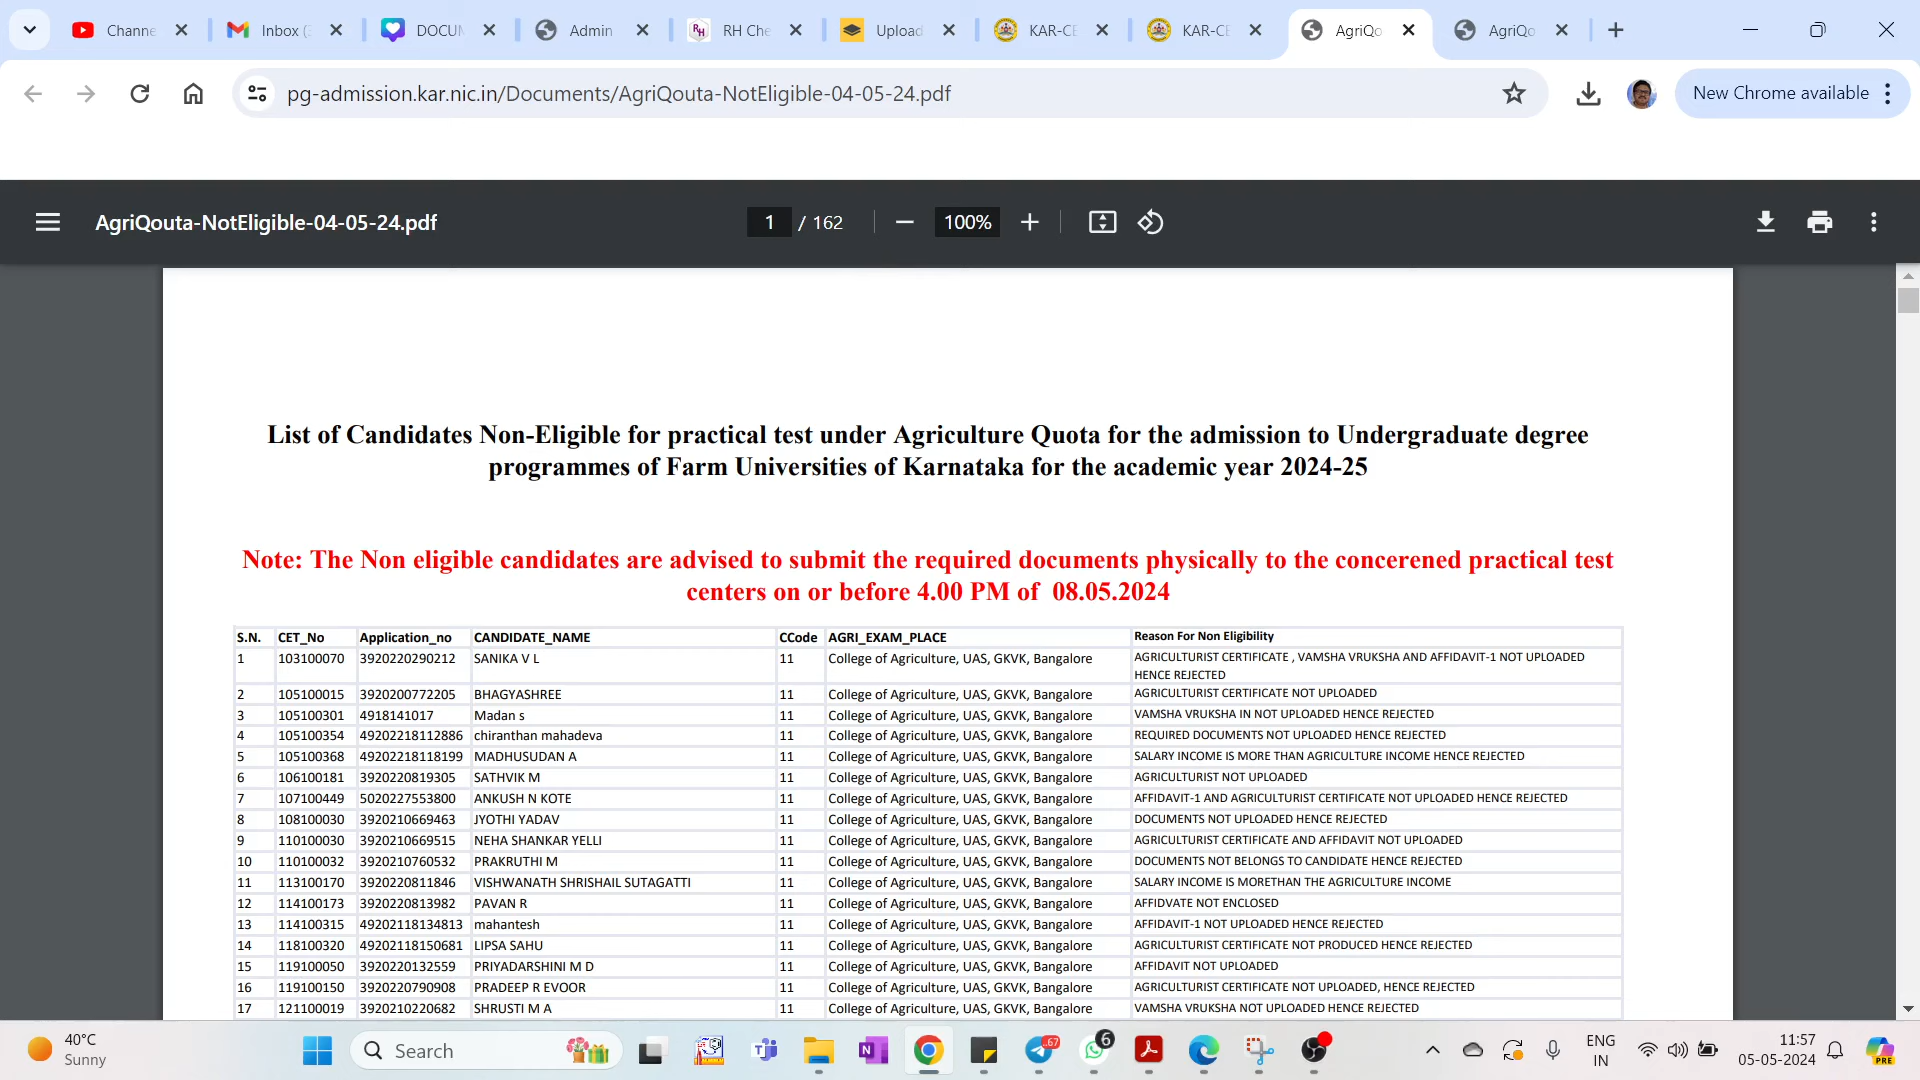 Channe
Inbox (
DOCUM
Admin
RH Che
Upload
KAR-CE
KAR-CE
AgriQo
AgriQo
pg-admission.kar.nic.in/Documents/AgriQouta-NotEligible-04-05-24.pdf
New Chrome available
AgriQouta-NotEligible-04-05-24.pdf
1 / 162
100%
List of Candidates Non-Eligible for practical test under Agriculture Quota for the admission to Undergraduate degree
programmes of Farm Universities of Karnataka for the academic year 2024-25
Note: The Non eligible candidates are advised to submit the required documents physically to the concerened practical test
centers on or before 4.00 PM of 08.05.2024
S.N. CET_No Application_no CANDIDATE_NAME CCode AGRI_EXAM_PLACE Reason For Non Eligibility
1 103100070 3920220290212 SANIKA V L 11 College of Agriculture, UAS, GKVK, Bangalore AGRICULTURIST CERTIFICATE , VAMSHA VRUKSHA AND AFFIDAVIT-1 NOT UPLOADED
HENCE REJECTED
2 105100015 3920200772205 BHAGYASHREE 11 College of Agriculture, UAS, GKVK, Bangalore AGRICULTURIST CERTIFICATE NOT UPLOADED
3 105100301 4918141017 Madan s 11 College of Agriculture, UAS, GKVK, Bangalore VAMSHA VRUKSHA IN NOT UPLOADED HENCE REJECTED
4 105100354 49202218112886 chiranthan mahadeva 11 College of Agriculture, UAS, GKVK, Bangalore REQUIRED DOCUMENTS NOT UPLOADED HENCE REJECTED
5 105100368 49202218118199 MADHUSUDAN A 11 College of Agriculture, UAS, GKVK, Bangalore SALARY INCOME IS MORE THAN AGRICULTURE INCOME HENCE REJECTED
6 106100181 3920220819305 SATHVIK M 11 College of Agriculture, UAS, GKVK, Bangalore AGRICULTURIST NOT UPLOADED
7 107100449 5020227553800 ANKUSH N KOTE 11 College of Agriculture, UAS, GKVK, Bangalore AFFIDAVIT-1 AND AGRICULTURIST CERTIFICATE NOT UPLOADED HENCE REJECTED
8 108100030 3920210669463 JYOTHI YADAV 11 College of Agriculture, UAS, GKVK, Bangalore DOCUMENTS NOT UPLOADED HENCE REJECTED
9 110100030 3920210669515 NEHA SHANKAR YELLI 11 College of Agriculture, UAS, GKVK, Bangalore AGRICULTURIST CERTIFICATE AND AFFIDAVIT NOT UPLOADED
10 110100032 3920210760532 PRAKRUTHI M 11 College of Agriculture, UAS, GKVK, Bangalore DOCUMENTS NOT BELONGS TO CANDIDATE HENCE REJECTED
11 113100170 3920220811846 VISHWANATH SHRISHAIL SUTAGATTI 11 College of Agriculture, UAS, GKVK, Bangalore SALARY INCOME IS MORETHAN THE AGRICULTURE INCOME
12 114100173 3920220813982 PAVAN R 11 College of Agriculture, UAS, GKVK, Bangalore AFFIDVATE NOT ENCLOSED
13 114100315 49202118134813 mahantesh 11 College of Agriculture, UAS, GKVK, Bangalore AFFIDAVIT-1 NOT UPLOADED HENCE REJECTED
14 118100320 49202118150681 LIPSA SAHU 11 College of Agriculture, UAS, GKVK, Bangalore AGRICULTURIST CERTIFICATE NOT PRODUCED HENCE REJECTED
15 119100050 3920220132559 PRIYADARSHINI M D 11 College of Agriculture, UAS, GKVK, Bangalore AFFIDAVIT NOT UPLOADED
16 119100150 3920220790908 PRADEEP R EVOOR 11 College of Agriculture, UAS, GKVK, Bangalore AGRICULTURIST CERTIFICATE NOT UPLOADED, HENCE REJECTED
17 121100019 3920210220682 SHRUSTI M A 11 College of Agriculture, UAS, GKVK, Bangalore VAMSHA VRUKSHA NOT UPLOADED HENCE REJECTED
40°C
Sunny
Search
.67
6
ENG
IN
11:57
05-05-2024
PRE